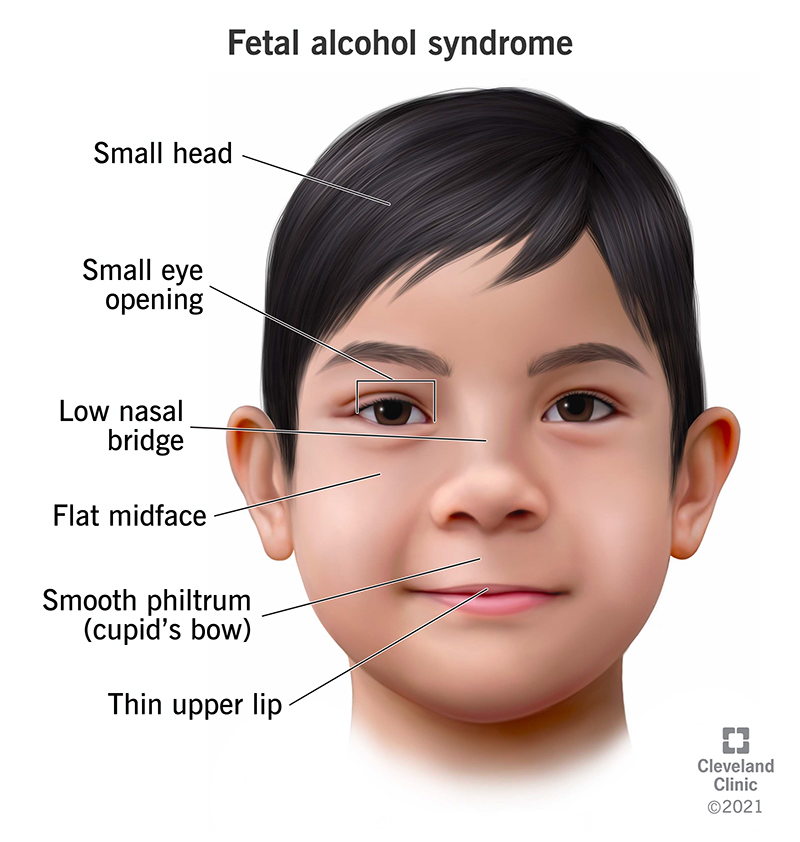 Fetal alcohol syndrome
Small head
Small eye
opening
Low nasal
bridge
Flat midface
Smooth philtrum
(cupid's bow)
Thin upper lip
Cleveland
Clinic
©2021